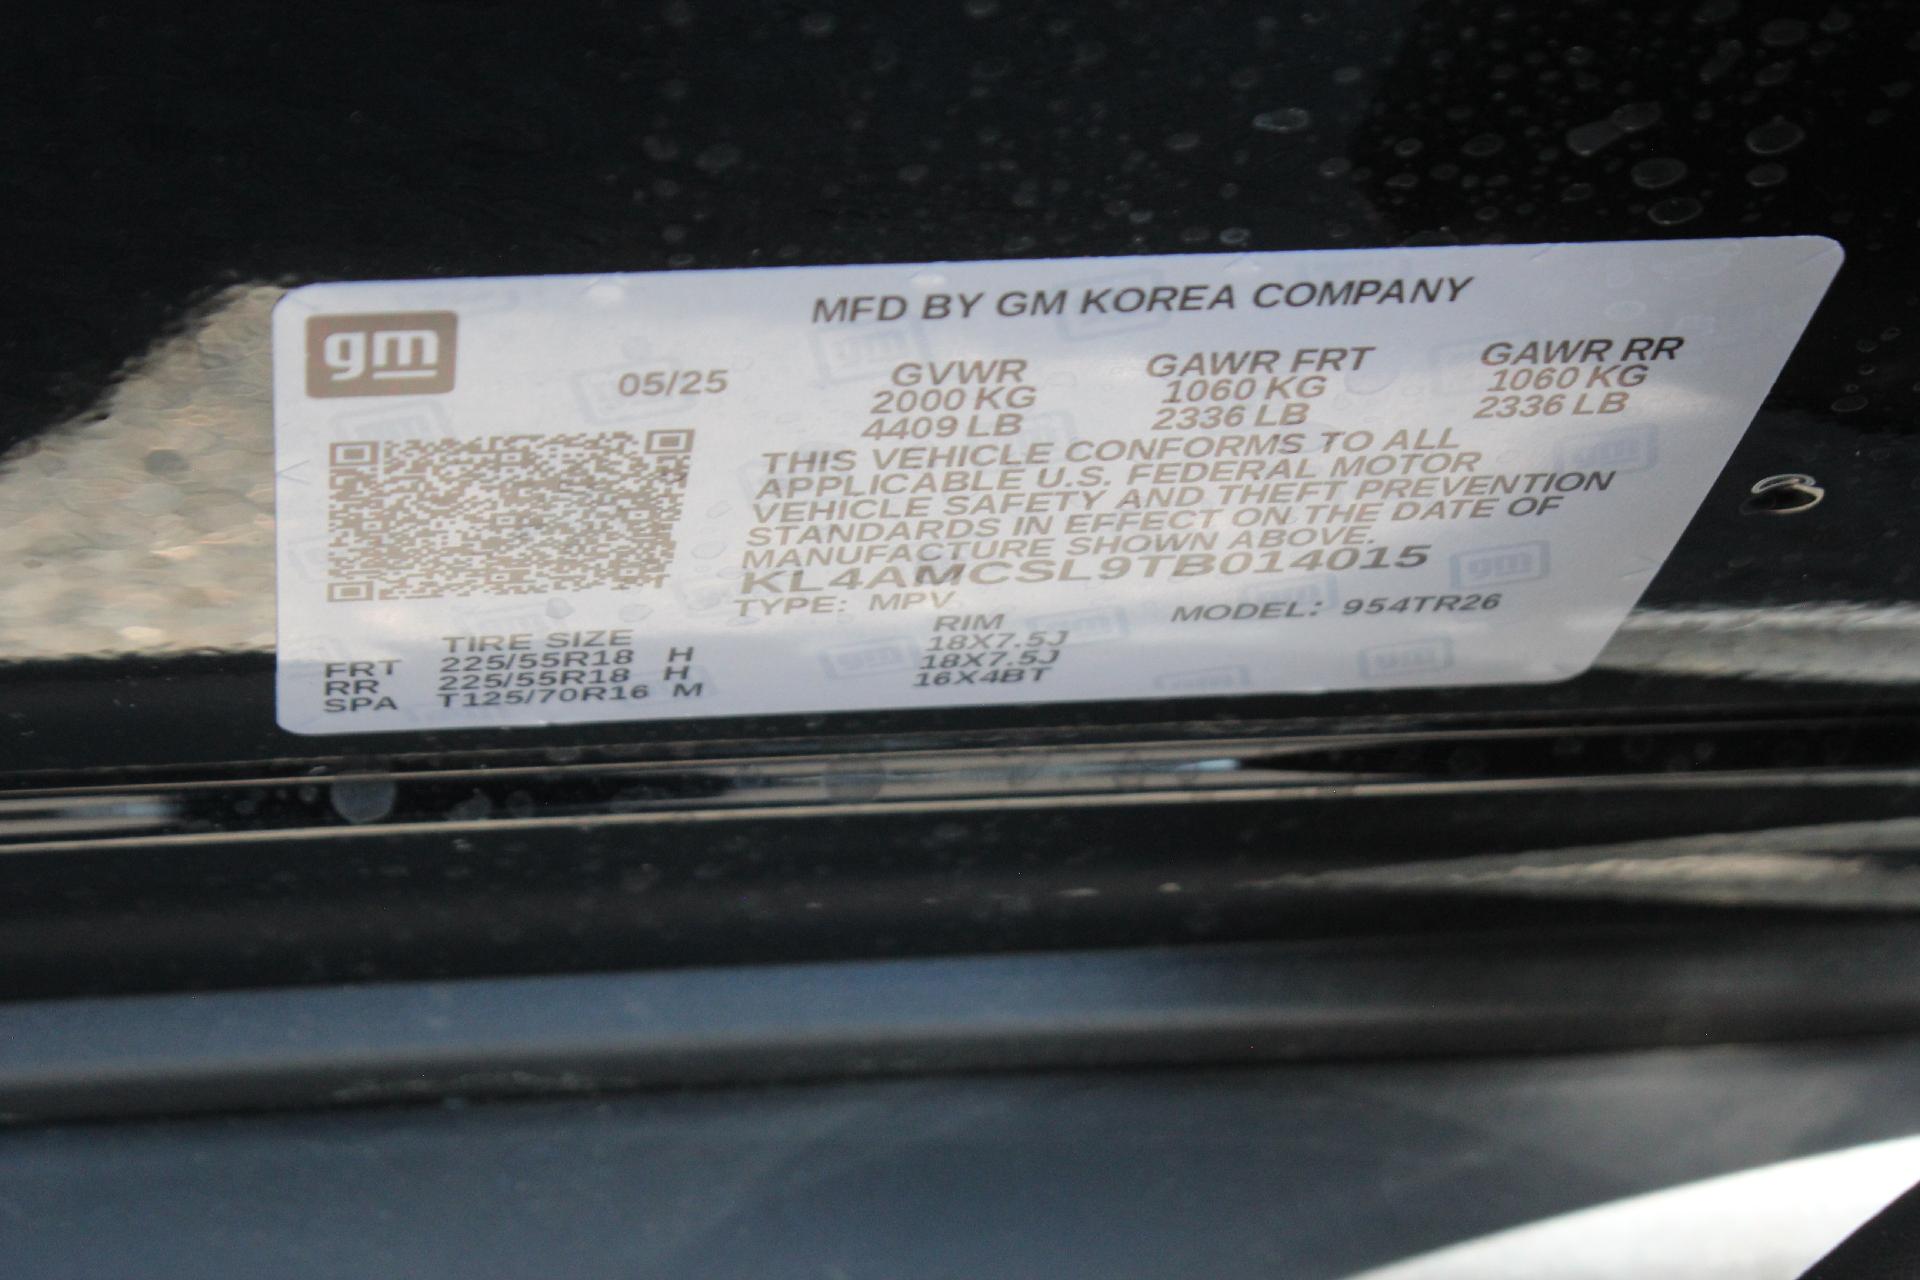 gm
MFD BY GM KOREA COMPANY
05/25
GVWR GAWR FRT GAWR RR
2000 KG 1060 KG 1060 KG
4409 LB 2336 LB 2336 LB
THIS VEHICLE CONFORMS TO ALL
APPLICABLE U.S. FEDERAL MOTOR
VEHICLE SAFETY AND THEFT PREVENTION
STANDARDS IN EFFECT ON THE DATE OF
MANUFACTURE SHOWN ABOVE.
KL4AMCSL9TB014015
TYPE: MPV MODEL: 954TR26
TIRE SIZE RIM
FRT 225/55R18 H 18X7.5J
RR 225/55R18 H 18X7.5J
SPA T125/70R16 M 16X4BT